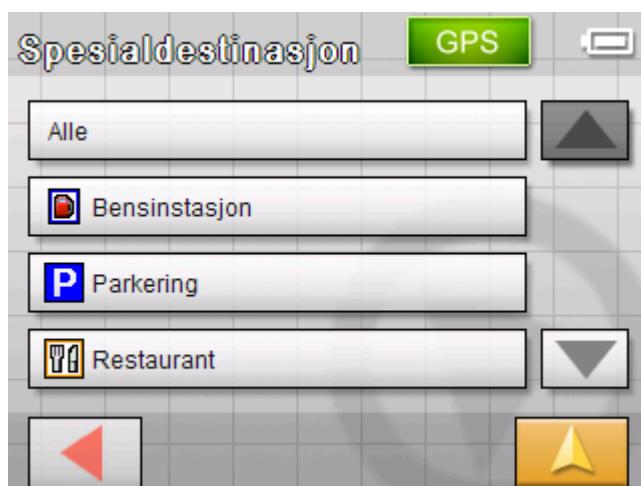 Spesialdestinasjon
GPS
Alle
Bensinstasjon
P Parkering
Restaurant